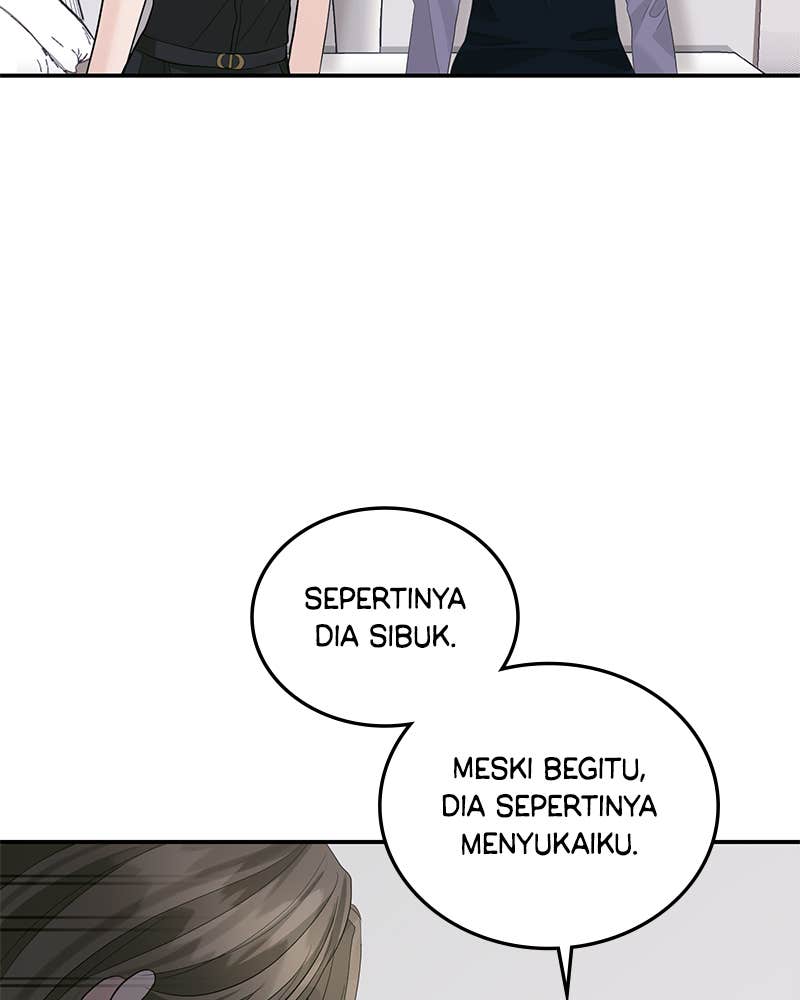 SEPERTINYA
DIA SIBUK.
MESKI BEGITU,
DIA SEPERTINYA
MENYUKAIKU.